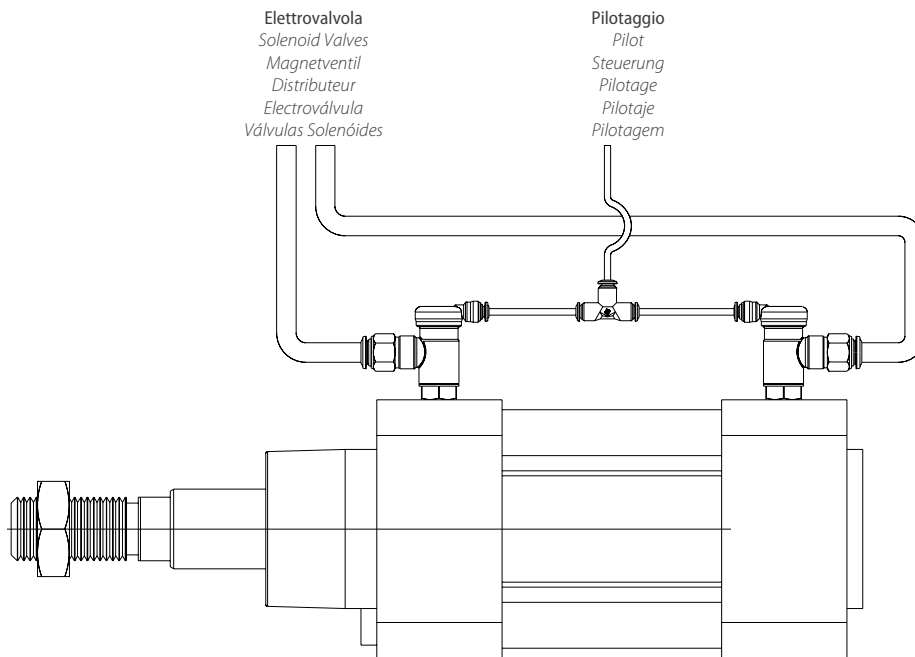 Elettrovalvola
Solenoid Valves
Magnetventil
Distributeur
Electroválvula
Válvulas Solenóides
Pilotaggio
Pilot
Steuerung
Pilotage
Pilotaje
Pilotagem